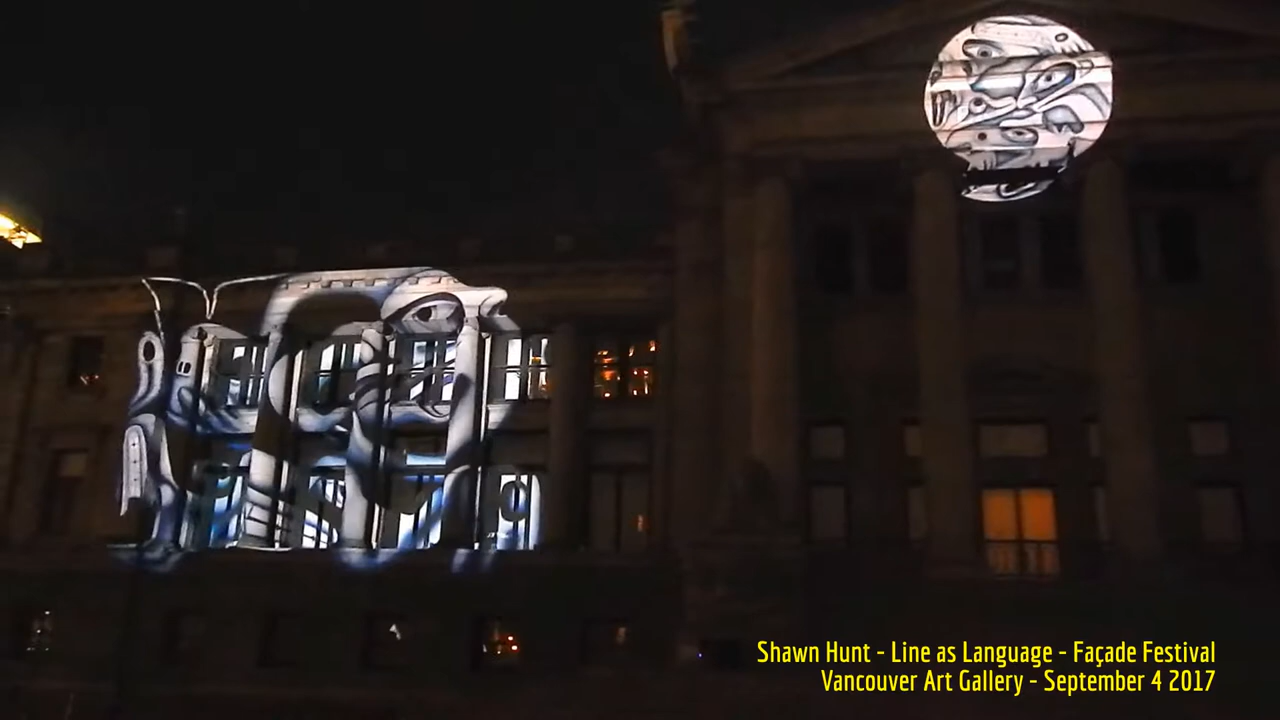 Shawn Hunt - Line as Language - Façade Festival
Vancouver Art Gallery - September 4 2017